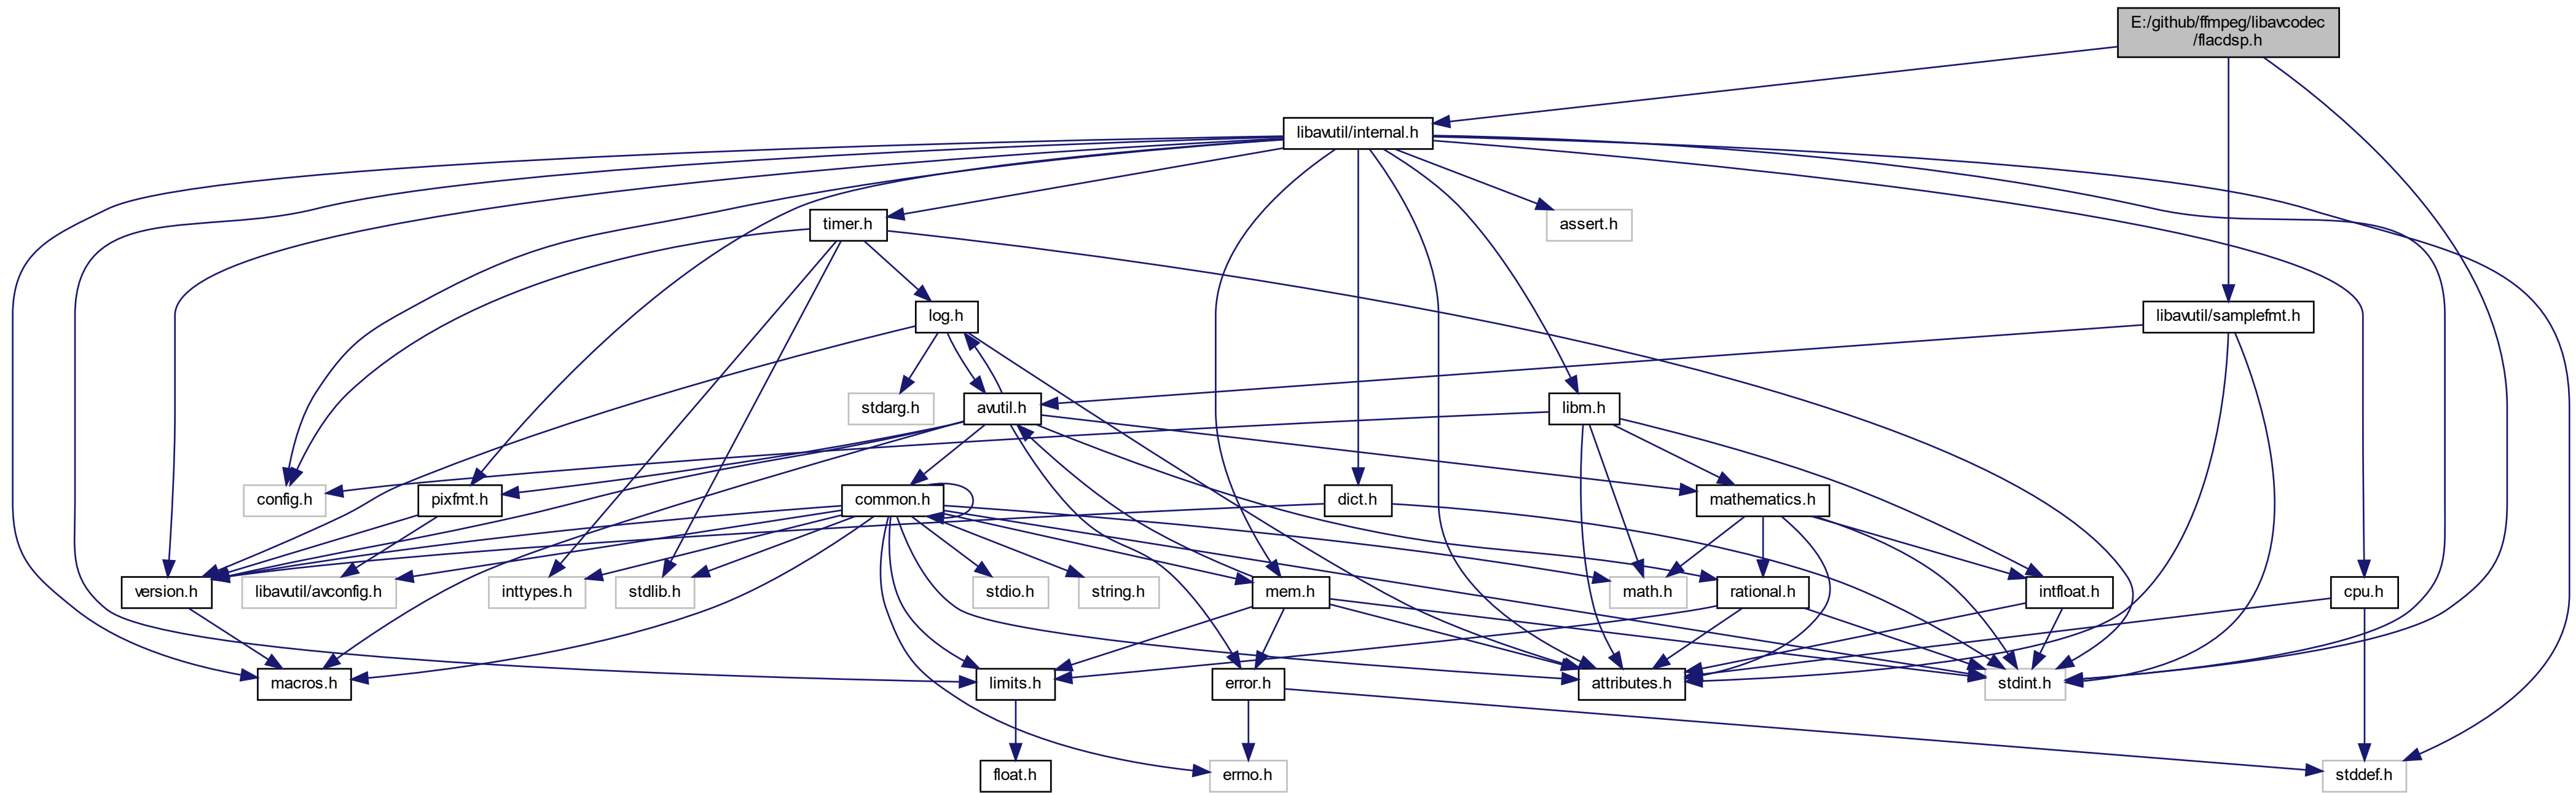 E:/github/ffmpeg/libavcodec
/flacdsp.h
libavutil/internal.h
timer.h
assert.h
log.h
libavutil/samplefmt.h
stdarg.h
avutil.h
libm.h
config.h
pixfmt.h
common.h
dict.h
mathematics.h
version.h
libavutil/avconfig.h
inttypes.h
stdlib.h
stdio.h
string.h
mem.h
math.h
rational.h
intfloat.h
cpu.h
macros.h
limits.h
error.h
attributes.h
stdint.h
float.h
errno.h
stddef.h